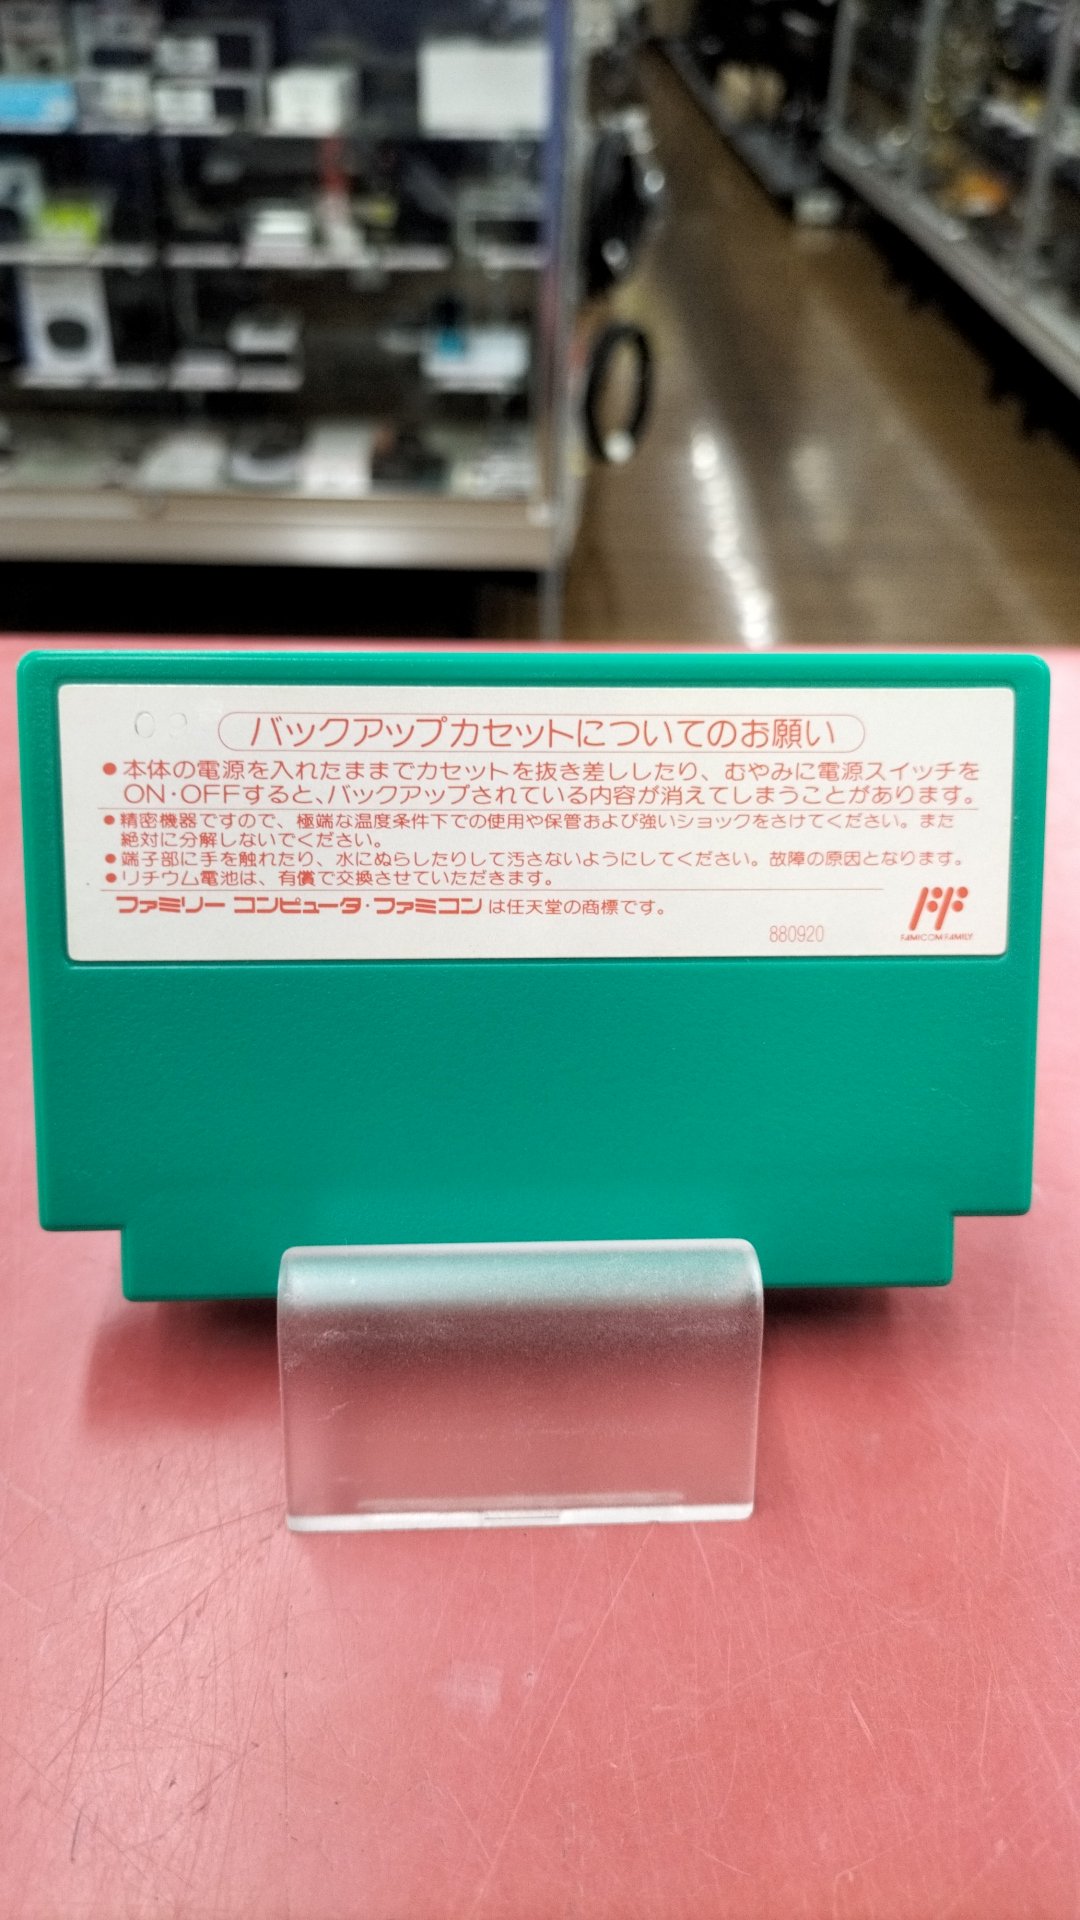 バックアップカセットについてのお願い
●本体の電源を入れたままでカセットを抜き差ししたり、むやみに電源スイッチを
ON・OFFすると、バックアップされている内容が消えてしまうことがあります。
●精密機器ですので、極端な温度条件下での使用や保管および強いショックをさけてください。また
絶対に分解しないでください。
●端子部に手を触れたり、水にぬらしたりして汚さないようにしてください。故障の原因となります。
●リチウム電池は、有償で交換させていただきます。
ファミリー コンピュータ・ファミコンは任天堂の商標です。
880920
FAMICOM FAMILY